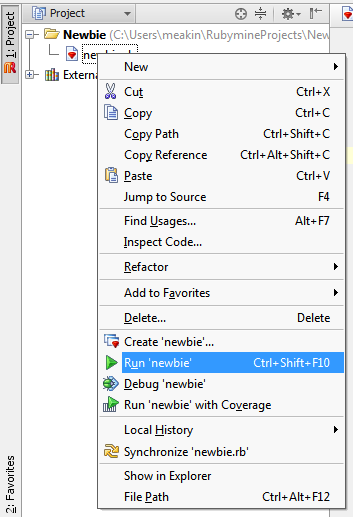 Project
1: Project
Newbie (C:\Users\meakin\RubymineProjects\New
Extern
New
Cut Ctrl+X
Copy Ctrl+C
Copy Path Ctrl+Shift+C
Copy Reference Ctrl+Alt+Shift+C
Paste Ctrl+V
Jump to Source F4
Find Usages... Alt+F7
Inspect Code...
Refactor
Add to Favorites
Delete... Delete
Create 'newbie'...
Run 'newbie' Ctrl+Shift+F10
Debug 'newbie'
Run 'newbie' with Coverage
Local History
Synchronize 'newbie.rb'
Show in Explorer
File Path Ctrl+Alt+F12
2: Favorites